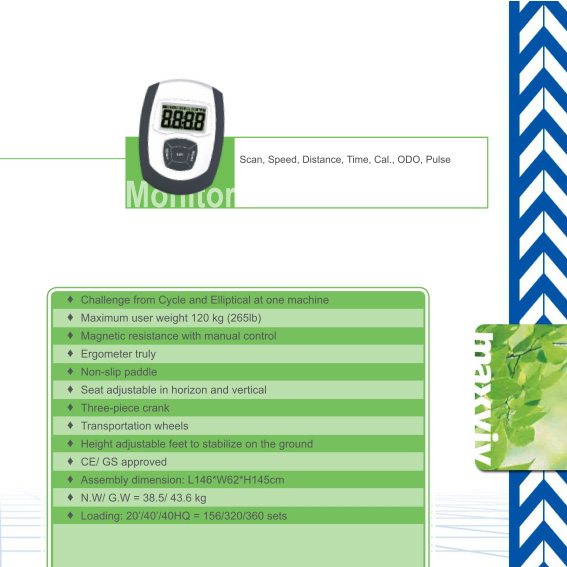 88:88
Scan, Speed, Distance, Time, Cal., ODO, Pulse
Monitor
♦ Challenge from Cycle and Elliptical at one machine
♦ Maximum user weight 120 kg (265lb)
♦ Magnetic resistance with manual control
♦ Ergometer truly
♦ Non-slip paddle
♦ Seat adjustable in horizon and vertical
♦ Three-piece crank
♦ Transportation wheels
♦ Height adjustable feet to stabilize on the ground
♦ CE/ GS approved
♦ Assembly dimension: L146*W62*H145cm
♦ N.W/ G.W = 38.5/ 43.6 kg
♦ Loading: 20'/40'/40HQ = 156/320/360 sets
maxviv